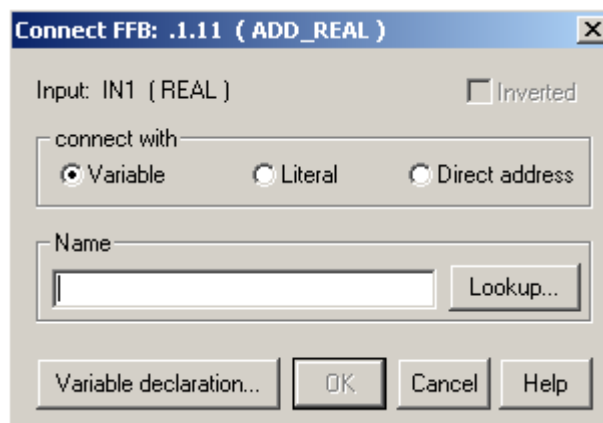 Connect FFB: .1.11 ( ADD_REAL )
Input: IN1 ( REAL )
Inverted
connect with
Variable
Literal
Direct address
Name
Lookup...
Variable declaration...
OK
Cancel
Help